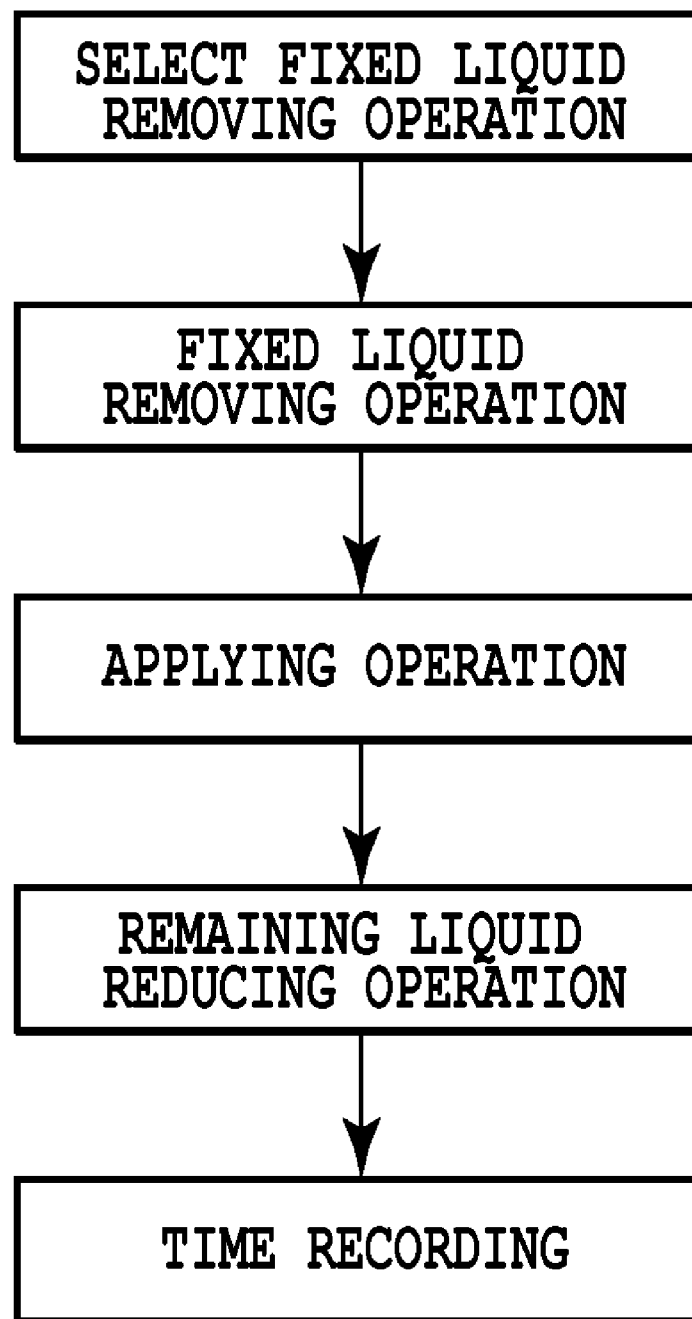 SELECT FIXED LIQUID
REMOVING OPERATION
FIXED LIQUID
REMOVING OPERATION
APPLYING OPERATION
REMAINING LIQUID
REDUCING OPERATION
TIME RECORDING